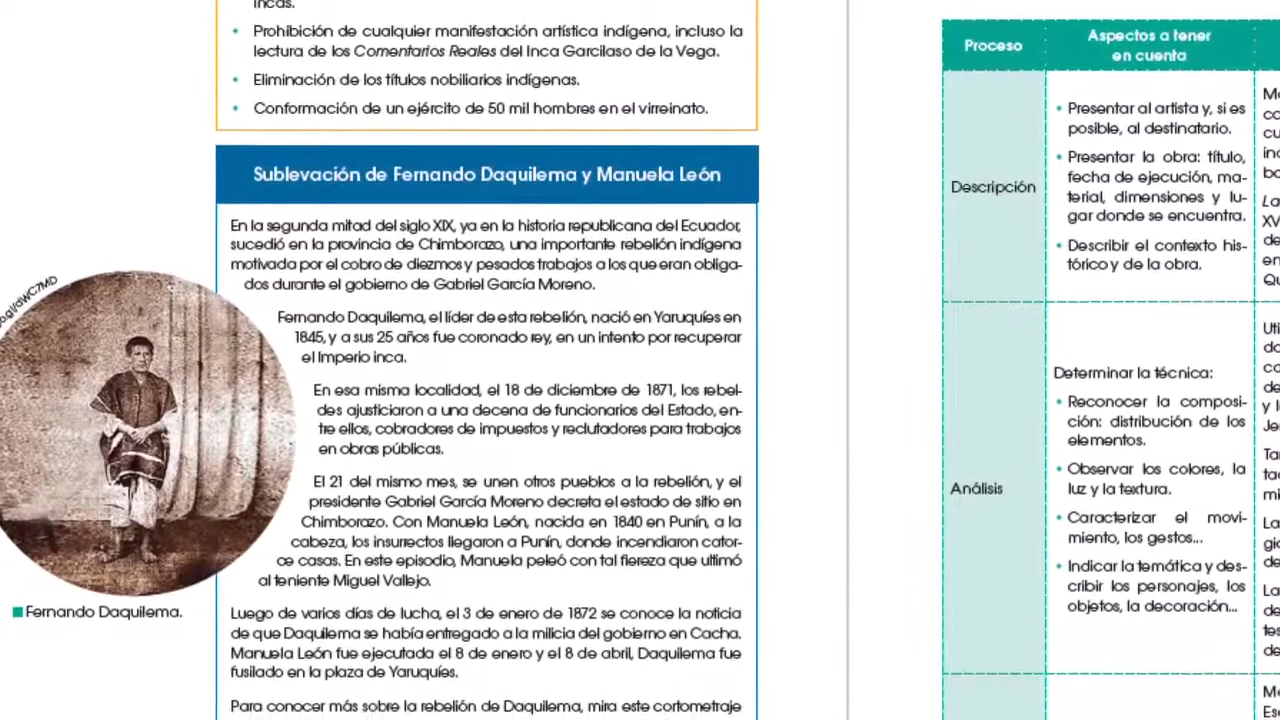 incas.
• Prohibición de cualquier manifestación artística indígena, incluso la
lectura de los Comentarios Reales del Inca Garcilaso de la Vega.
• Eliminación de los títulos nobiliarios indígenas.
• Conformación de un ejército de 50 mil hombres en el virreinato.
Sublevación de Fernando Daquilema y Manuela León
En la segunda mitad del siglo XIX, ya en la historia republicana del Ecuador,
sucedió en la provincia de Chimborazo, una importante rebelión indígena
motivada por el cobro de diezmos y pesados trabajos a los que eran obliga-
dos durante el gobierno de Gabriel García Moreno.
Fernando Daquilema, el líder de esta rebelión, nació en Yaruquíes en
1845, y a sus 25 años fue coronado rey, en un intento por recuperar
el Imperio inca.
En esa misma localidad, el 18 de diciembre de 1871, los rebel-
des ajusticiaron a una decena de funcionarios del Estado, en-
tre ellos, cobradores de impuestos y reclutadores para trabajos
en obras públicas.
El 21 del mismo mes, se unen otros pueblos a la rebelión, y el
presidente Gabriel García Moreno decreta el estado de sitio en
Chimborazo. Con Manuela León, nacida en 1840 en Punín, a la
cabeza, los insurrectos llegaron a Punín, donde incendiaron cator-
ce casas. En este episodio, Manuela peleó con tal fiereza que ultimó
al teniente Miguel Vallejo.
Luego de varios días de lucha, el 3 de enero de 1872 se conoce la noticia
de que Daquilema se había entregado a la milicia del gobierno en Cacha.
Manuela León fue ejecutada el 8 de enero y el 8 de abril, Daquilema fue
fusilado en la plaza de Yaruquíes.
Para conocer más sobre la rebelión de Daquilema, mira este cortometraje
Fernando Daquilema.
Proceso
Aspectos a tener
en cuenta
Descripción
• Presentar al artista y, si es
posible, al destinatario.
• Presentar la obra: título,
fecha de ejecución, ma-
terial, dimensiones y lu-
gar donde se encuentra.
• Describir el contexto his-
tórico y de la obra.
Análisis
Determinar la técnica:
• Reconocer la composi-
ción: distribución de los
elementos.
• Observar los colores, la
luz y la textura.
• Caracterizar el movi-
miento, los gestos...
• Indicar la temática y des-
cribir los personajes, los
objetos, la decoración...